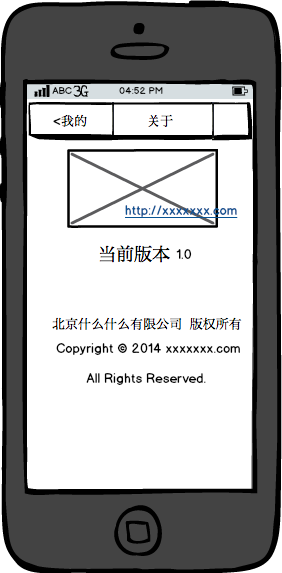 ABC 3G 04:52 PM
<我的 关于
http://xxxxxxx.com
当前版本 1.0
北京什么什么有限公司 版权所有
Copyright © 2014 xxxxxxx.com
All Rights Reserved.